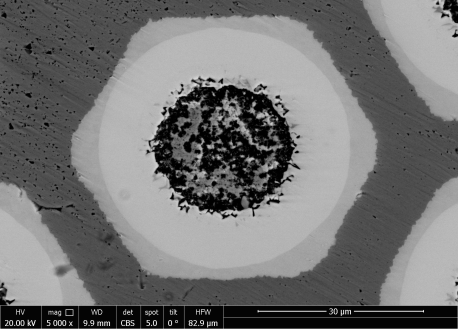 HV mag □ WD det spot tilt HFW
20.00 kV 5 000 x 9.9 mm CBS 5.0 0 ° 82.9 µm
30 µm